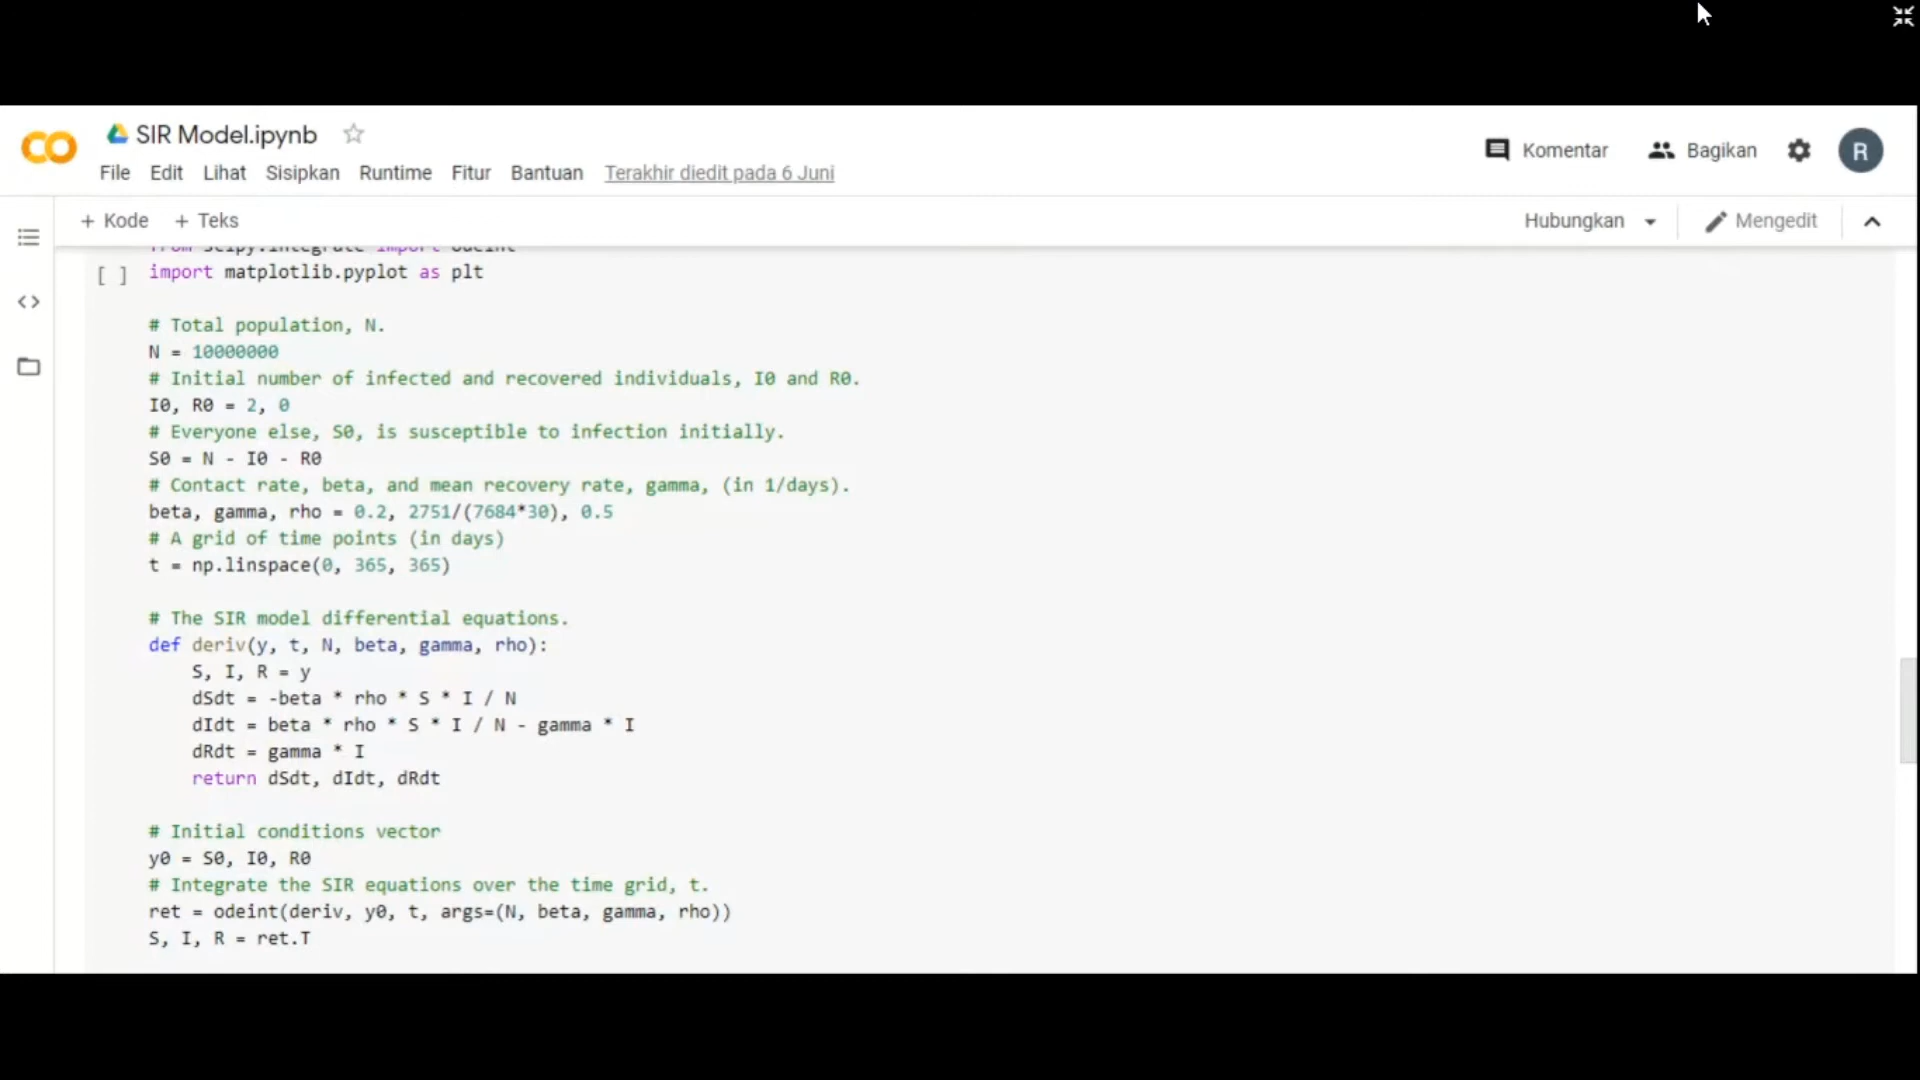 SIR Model.ipynb
File Edit Lihat Sisipkan Runtime Fitur Bantuan Terakhir diedit pada 6 Juni
Komentar Bagikan R
+ Kode + Teks
Hubungkan Mengedit
from scipy.integrate import odeint
[ ] import matplotlib.pyplot as plt
# Total population, N.
N = 10000000
# Initial number of infected and recovered individuals, I0 and R0.
I0, R0 = 2, 0
# Everyone else, S0, is susceptible to infection initially.
S0 = N - I0 - R0
# Contact rate, beta, and mean recovery rate, gamma, (in 1/days).
beta, gamma, rho = 0.2, 2751/(7684*30), 0.5
# A grid of time points (in days)
t = np.linspace(0, 365, 365)
# The SIR model differential equations.
def deriv(y, t, N, beta, gamma, rho):
    S, I, R = y
    dSdt = -beta * rho * S * I / N
    dIdt = beta * rho * S * I / N - gamma * I
    dRdt = gamma * I
    return dSdt, dIdt, dRdt
# Initial conditions vector
y0 = S0, I0, R0
# Integrate the SIR equations over the time grid, t.
ret = odeint(deriv, y0, t, args=(N, beta, gamma, rho))
S, I, R = ret.T